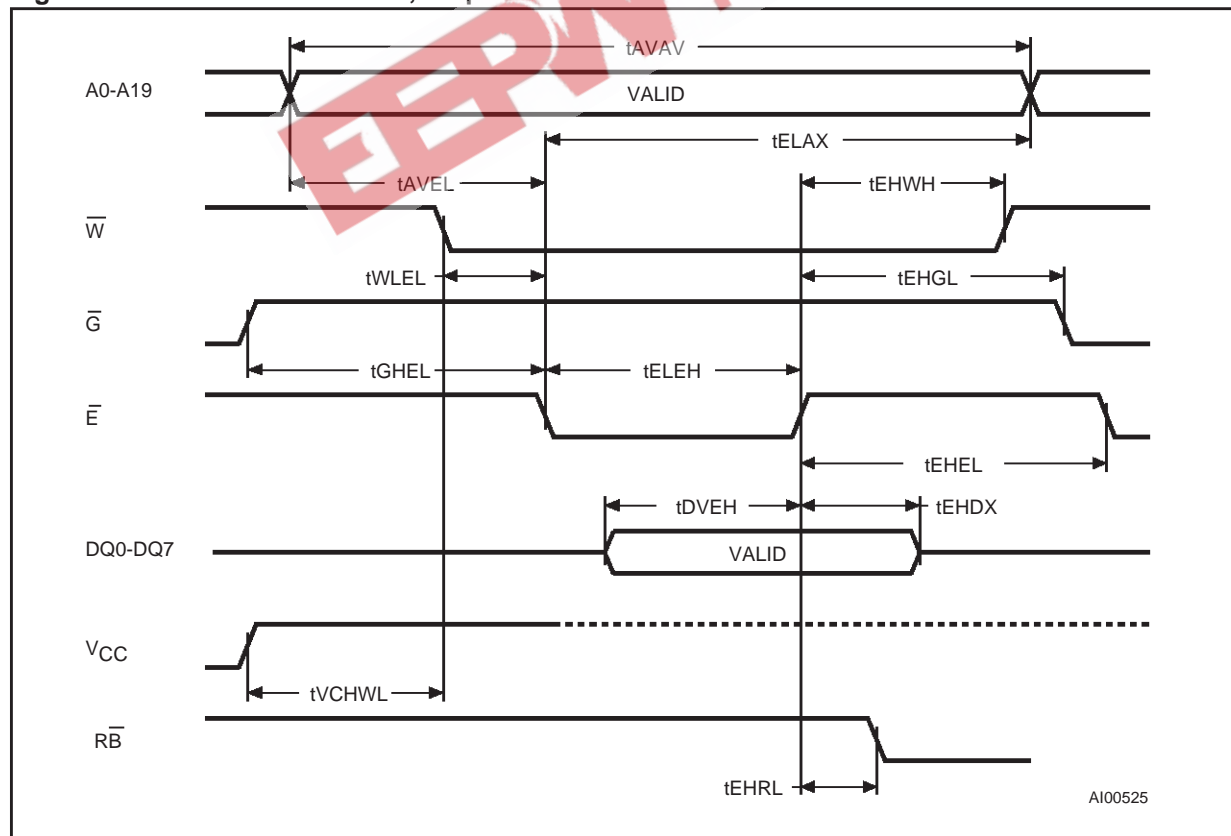 tAVAV
A0-A19
VALID
tELAX
tAVEL
tEHWH
W̅
tWLEL
tEHGL
G̅
tGHEL
tELEH
E̅
tEHEL
tDVEH
tEHDX
DQ0-DQ7
VALID
VCC
tVCHWL
RB̅
tEHRL
AI00525